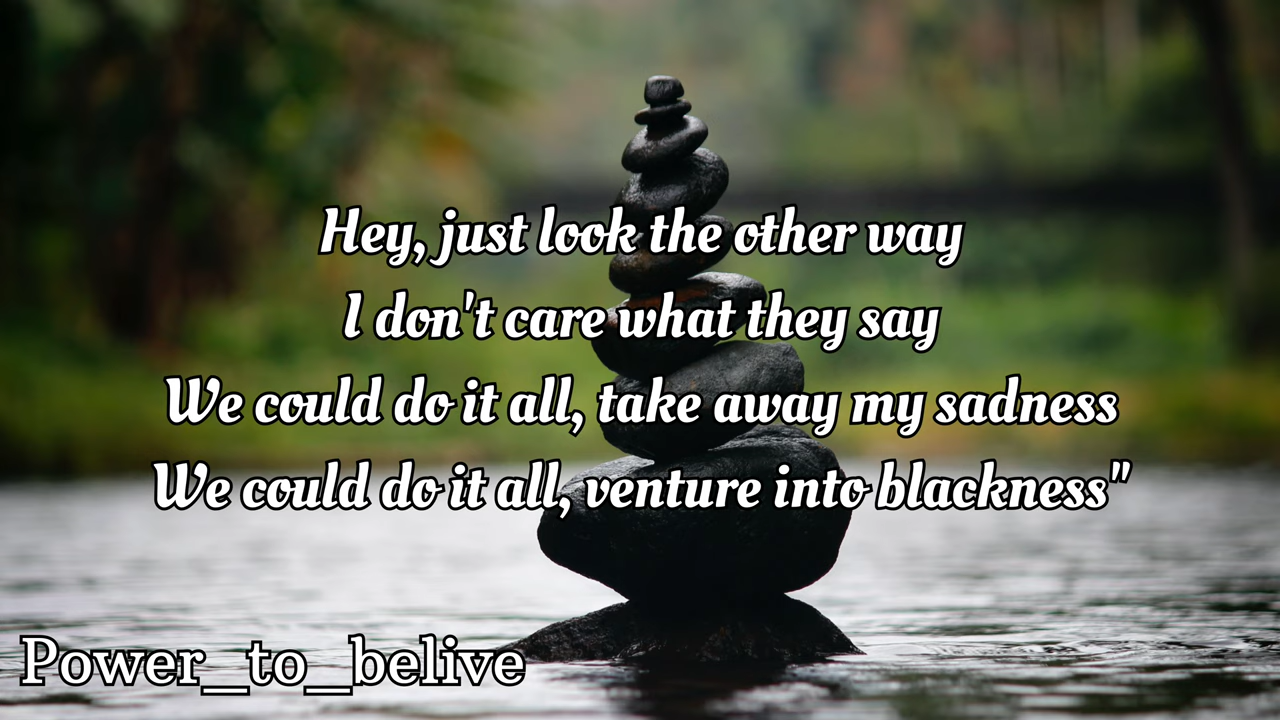 Hey, just look the other way
I don't care what they say
We could do it all, take away my sadness
We could do it all, venture into blackness"
Power_to_belive